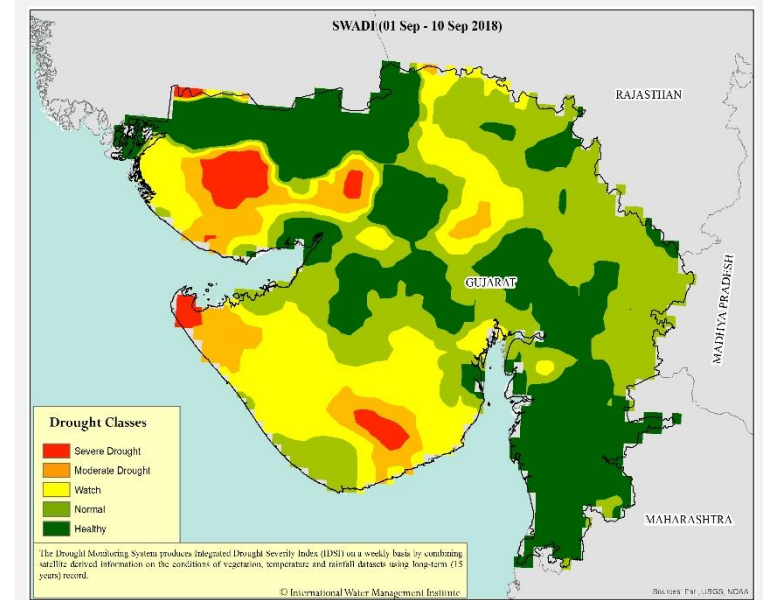 SWADI (01 Sep - 10 Sep 2018)
RAJASTHAN
GUJARAT
MADHYA PRADESH
MAHARASHTRA
Drought Classes
Severe Drought
Moderate Drought
Watch
Normal
Healthy
The Drought Monitoring System produces Integrated Drought Severity Index (IDSI) on a weekly basis by combining
satellite derived information on the conditions of vegetation, temperature and rainfall datasets using long-term (15
years) record.
© International Water Management Institute
Sources: Esri, USGS, NOAA